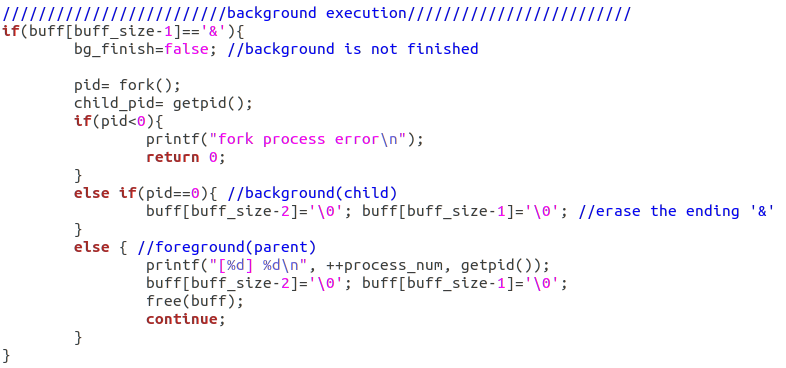 /////////////////////////background execution/////////////////////////
if(buff[buff_size-1]=='&'){
        bg_finish=false; //background is not finished

        pid= fork();
        child_pid= getpid();
        if(pid<0){
                printf("fork process error\n");
                return 0;
        }
        else if(pid==0){ //background(child)
                buff[buff_size-2]='\0'; buff[buff_size-1]='\0'; //erase the ending '&'
        }
        else { //foreground(parent)
                printf("[%d] %d\n", ++process_num, getpid());
                buff[buff_size-2]='\0'; buff[buff_size-1]='\0';
                free(buff);
                continue;
        }
}